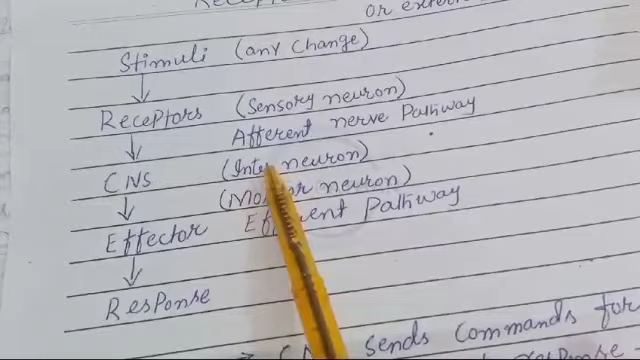 or
Stimuli (any change)
Receptors (Sensory neuron)
Afferent nerve Pathway
CNS (Inter neuron)
(Motor neuron)
Effector Efferent Pathway
Response
sends commands for